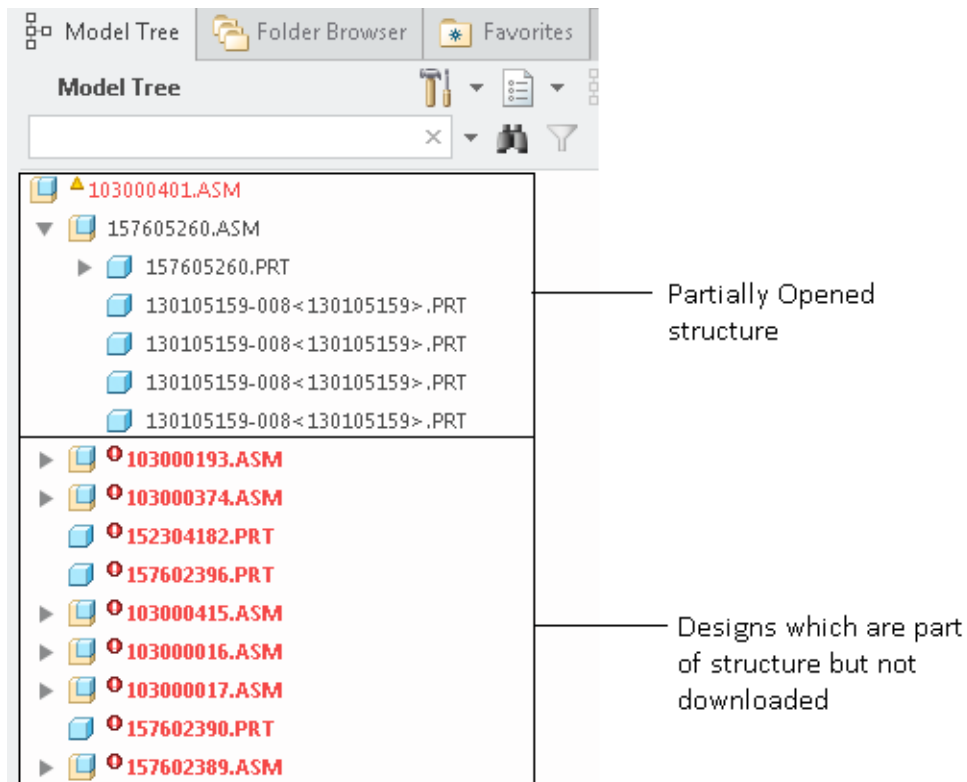 Model Tree Folder Browser Favorites
Model Tree
103000401.ASM
157605260.ASM
157605260.PRT
130105159-008<130105159>.PRT
130105159-008<130105159>.PRT
130105159-008<130105159>.PRT
130105159-008<130105159>.PRT
Partially Opened
structure
103000193.ASM
103000374.ASM
152304182.PRT
157602396.PRT
103000415.ASM
103000016.ASM
103000017.ASM
157602390.PRT
157602389.ASM
Designs which are part
of structure but not
downloaded